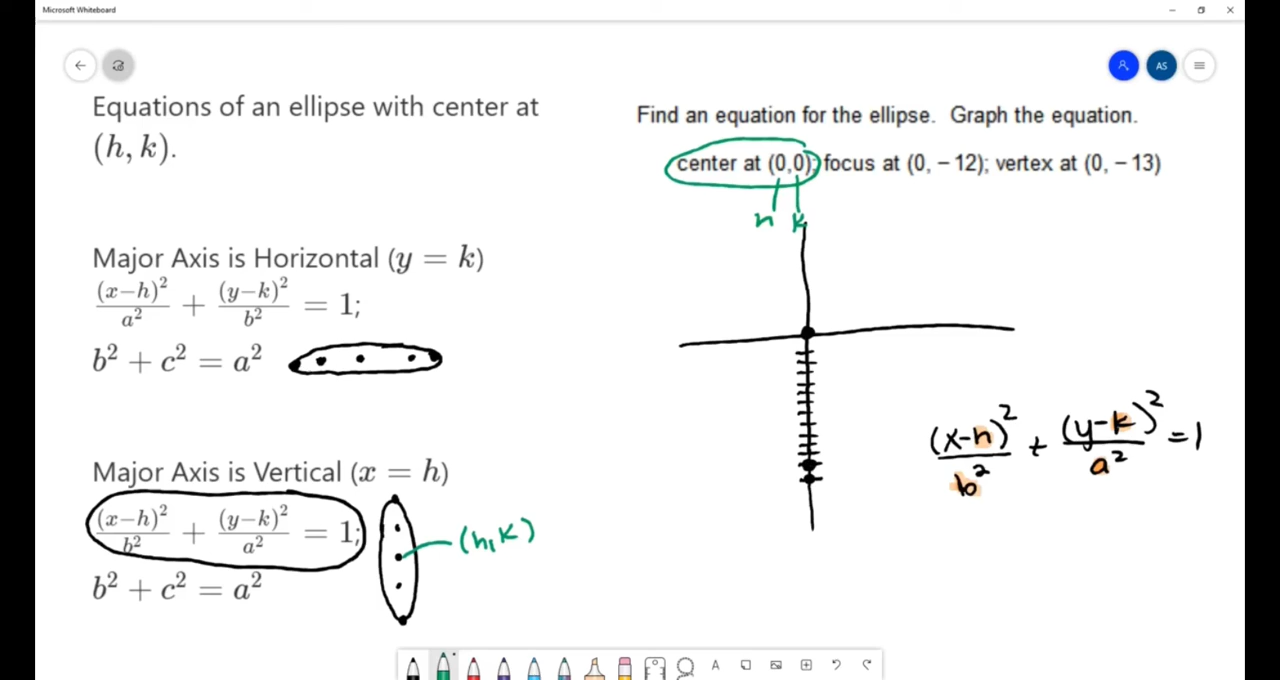 Microsoft Whiteboard
AS
Equations of an ellipse with center at
(h, k).
Major Axis is Horizontal (y = k)
(x−h)²/a² + (y−k)²/b² = 1;
b² + c² = a²
Major Axis is Vertical (x = h)
(x−h)²/b² + (y−k)²/a² = 1;
b² + c² = a²
(h, k)
Find an equation for the ellipse. Graph the equation.
center at (0,0); focus at (0, − 12); vertex at (0, − 13)
h k
(x-h)²/b² + (y-k)²/a² = 1
A